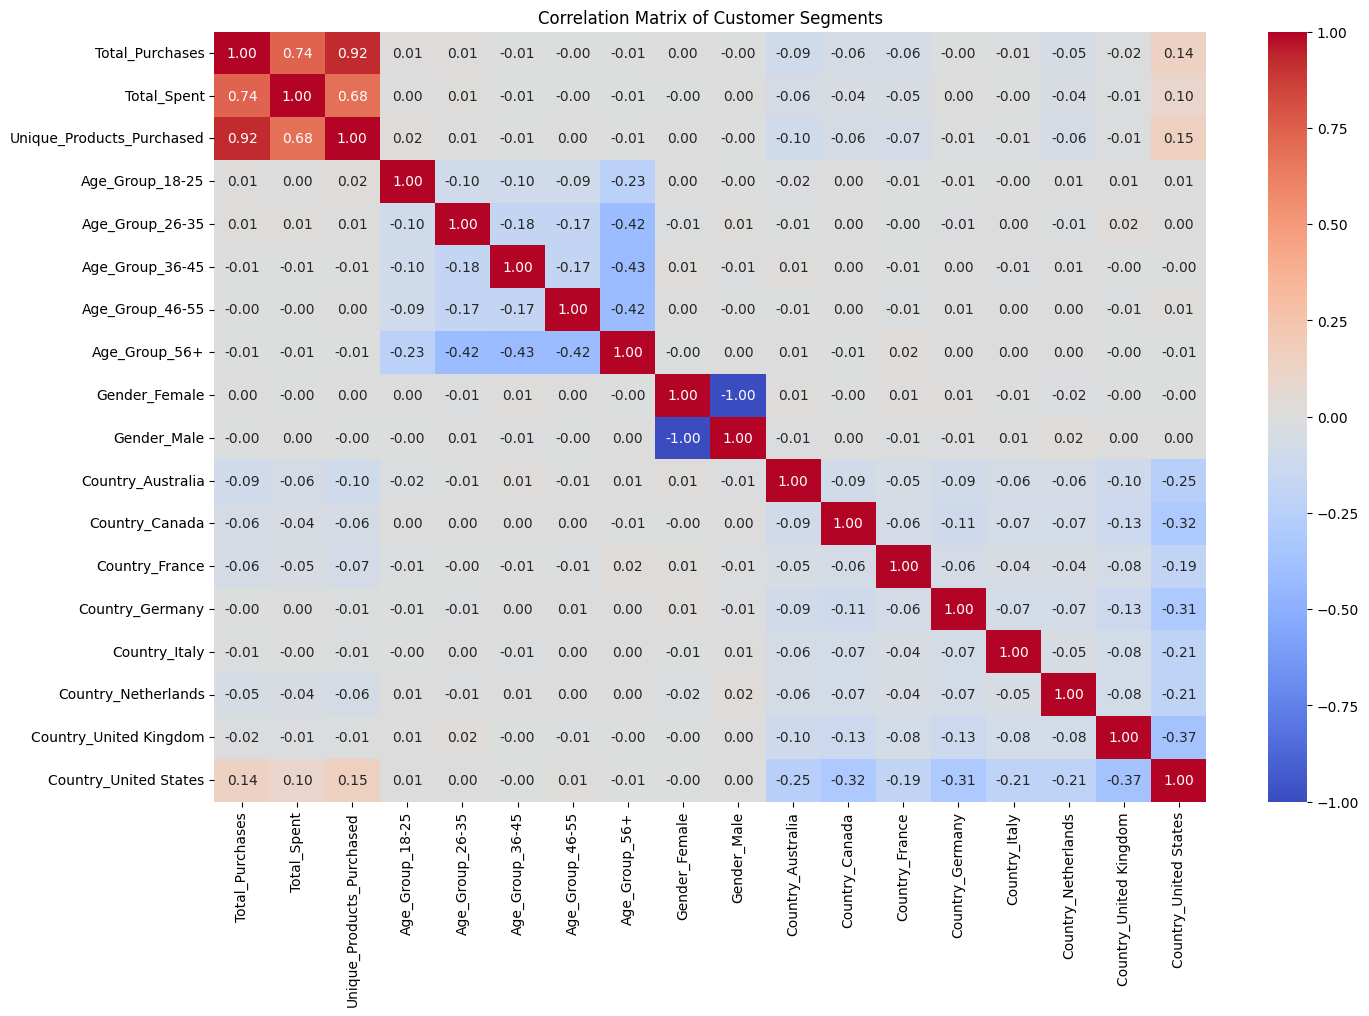 Correlation Matrix of Customer Segments
Total_Purchases 1.00 0.74 0.92 0.01 0.01 -0.01 -0.00 -0.01 0.00 -0.00 -0.09 -0.06 -0.06 -0.00 -0.01 -0.05 -0.02 0.14
Total_Spent 0.74 1.00 0.68 0.00 0.01 -0.01 -0.00 -0.01 -0.00 0.00 -0.06 -0.04 -0.05 0.00 -0.00 -0.04 -0.01 0.10
Unique_Products_Purchased 0.92 0.68 1.00 0.02 0.01 -0.01 0.00 -0.01 0.00 -0.00 -0.10 -0.06 -0.07 -0.01 -0.01 -0.06 -0.01 0.15
Age_Group_18-25 0.01 0.00 0.02 1.00 -0.10 -0.10 -0.09 -0.23 0.00 -0.00 -0.02 0.00 -0.01 -0.01 -0.00 0.01 0.01 0.01
Age_Group_26-35 0.01 0.01 0.01 -0.10 1.00 -0.18 -0.17 -0.42 -0.01 0.01 -0.01 0.00 -0.00 -0.01 0.00 -0.01 0.02 0.00
Age_Group_36-45 -0.01 -0.01 -0.01 -0.10 -0.18 1.00 -0.17 -0.43 0.01 -0.01 0.01 0.00 -0.01 0.00 -0.01 0.01 -0.00 -0.00
Age_Group_46-55 -0.00 -0.00 0.00 -0.09 -0.17 -0.17 1.00 -0.42 0.00 -0.00 -0.01 0.00 -0.01 0.01 0.00 0.00 -0.01 0.01
Age_Group_56+ -0.01 -0.01 -0.01 -0.23 -0.42 -0.43 -0.42 1.00 -0.00 0.00 0.01 -0.01 0.02 0.00 0.00 0.00 -0.00 -0.01
Gender_Female 0.00 -0.00 0.00 0.00 -0.01 0.01 0.00 -0.00 1.00 -1.00 0.01 -0.00 0.01 0.01 -0.01 -0.02 -0.00 -0.00
Gender_Male -0.00 0.00 -0.00 -0.00 0.01 -0.01 -0.00 0.00 -1.00 1.00 -0.01 0.00 -0.01 -0.01 0.01 0.02 0.00 0.00
Country_Australia -0.09 -0.06 -0.10 -0.02 -0.01 0.01 -0.01 0.01 0.01 -0.01 1.00 -0.09 -0.05 -0.09 -0.06 -0.06 -0.10 -0.25
Country_Canada -0.06 -0.04 -0.06 0.00 0.00 0.00 0.00 -0.01 -0.00 0.00 -0.09 1.00 -0.06 -0.11 -0.07 -0.07 -0.13 -0.32
Country_France -0.06 -0.05 -0.07 -0.01 -0.00 -0.01 -0.01 0.02 0.01 -0.01 -0.05 -0.06 1.00 -0.06 -0.04 -0.04 -0.08 -0.19
Country_Germany -0.00 0.00 -0.01 -0.01 -0.01 0.00 0.01 0.00 0.01 -0.01 -0.09 -0.11 -0.06 1.00 -0.07 -0.07 -0.13 -0.31
Country_Italy -0.01 -0.00 -0.01 -0.00 0.00 -0.01 0.00 0.00 -0.01 0.01 -0.06 -0.07 -0.04 -0.07 1.00 -0.05 -0.08 -0.21
Country_Netherlands -0.05 -0.04 -0.06 0.01 -0.01 0.01 0.00 0.00 -0.02 0.02 -0.06 -0.07 -0.04 -0.07 -0.05 1.00 -0.08 -0.21
Country_United Kingdom -0.02 -0.01 -0.01 0.01 0.02 -0.00 -0.01 -0.00 -0.00 0.00 -0.10 -0.13 -0.08 -0.13 -0.08 -0.08 1.00 -0.37
Country_United States 0.14 0.10 0.15 0.01 0.00 -0.00 0.01 -0.01 -0.00 0.00 -0.25 -0.32 -0.19 -0.31 -0.21 -0.21 -0.37 1.00
Total_Purchases
Total_Spent
Unique_Products_Purchased
Age_Group_18-25
Age_Group_26-35
Age_Group_36-45
Age_Group_46-55
Age_Group_56+
Gender_Female
Gender_Male
Country_Australia
Country_Canada
Country_France
Country_Germany
Country_Italy
Country_Netherlands
Country_United Kingdom
Country_United States
1.00
0.75
0.50
0.25
0.00
−0.25
−0.50
−0.75
−1.00